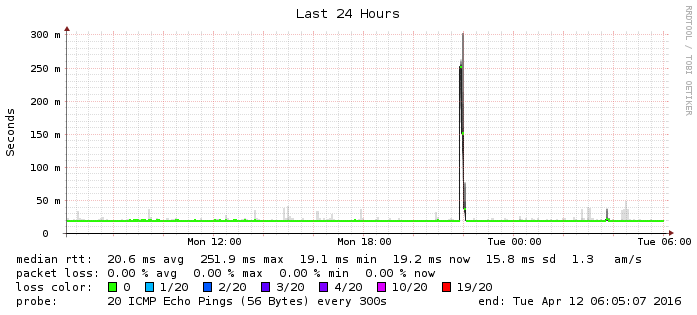 Last 24 Hours
RRDTOOL / TOBI OETIKER
Seconds
300 m
250 m
200 m
150 m
100 m
50 m
0
Mon 12:00 Mon 18:00 Tue 00:00 Tue 06:00
median rtt: 20.6 ms avg 251.9 ms max 19.1 ms min 19.2 ms now 15.8 ms sd 1.3 am/s
packet loss: 0.00 % avg 0.00 % max 0.00 % min 0.00 % now
loss color: 0 1/20 2/20 3/20 4/20 10/20 19/20
probe: 20 ICMP Echo Pings (56 Bytes) every 300s end: Tue Apr 12 06:05:07 2016